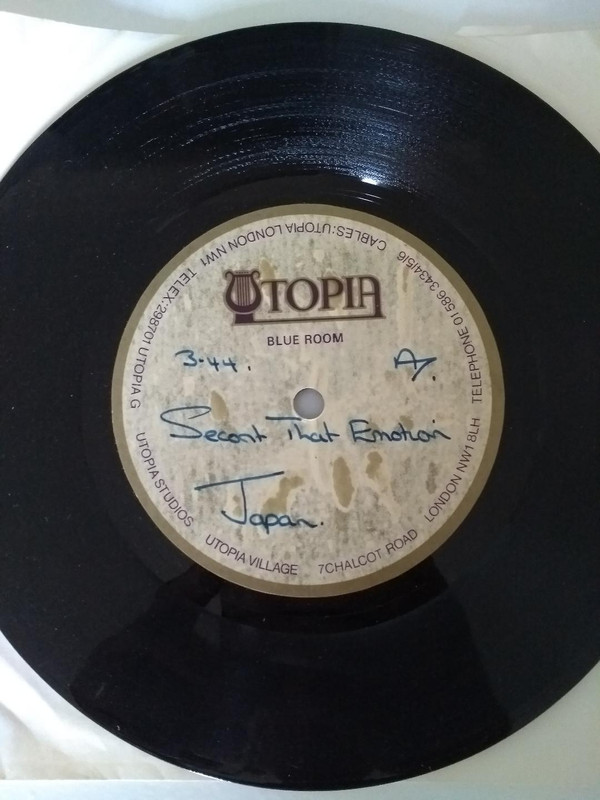 UTOPIA
BLUE ROOM
3-44. A.
Second That Emotion
Japan.
UTOPIA STUDIOS UTOPIA VILLAGE 7CHALCOT ROAD LONDON NW1 8LH TELEPHONE 01 586 3434/5/6 CABLES:UTOPIA LONDON NW1 TELEX:298701 UTOPIA G